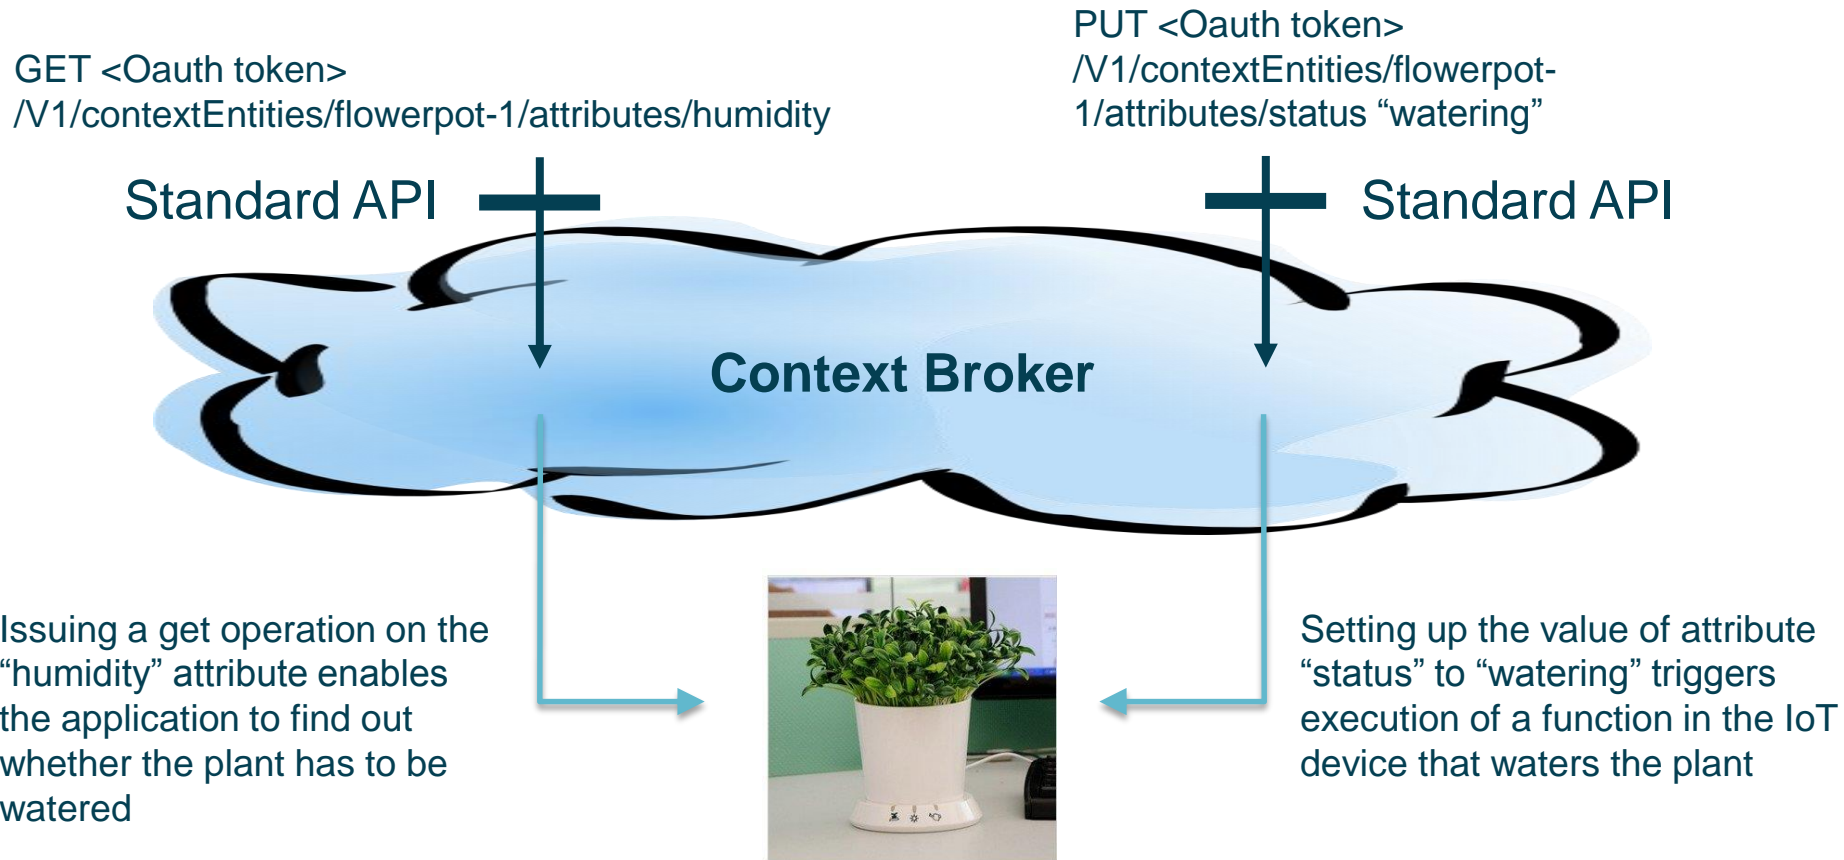 GET <Oauth token>
/V1/contextEntities/flowerpot-1/attributes/humidity
PUT <Oauth token>
/V1/contextEntities/flowerpot-
1/attributes/status “watering”
Standard API
Standard API
Context Broker
Issuing a get operation on the
“humidity” attribute enables
the application to find out
whether the plant has to be
watered
Setting up the value of attribute
“status” to “watering” triggers
execution of a function in the IoT
device that waters the plant